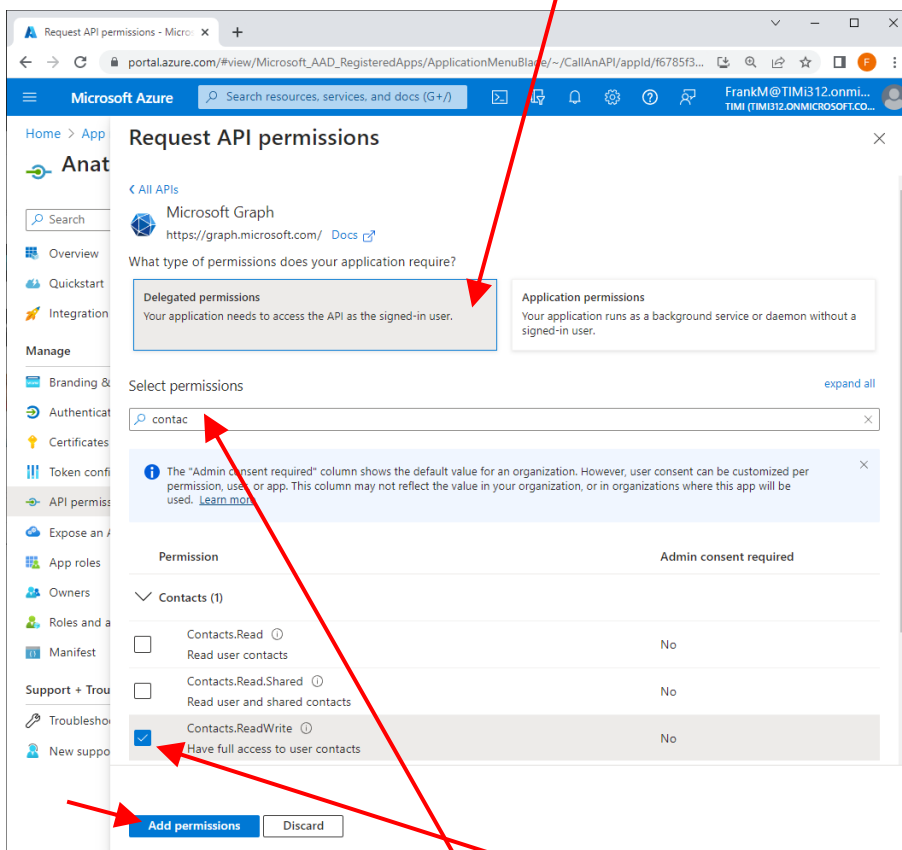 Request API permissions - Micro
portal.azure.com/#view/Microsoft_AAD_RegisteredApps/ApplicationMenuBlade/~/CallAnAPI/appId/f6785f3...
F
Microsoft Azure
Search resources, services, and docs (G+/)
FrankM@TIMi312.onmi...
TIMI (TIMI312.ONMICROSOFT.CO...
Home > App
Anat
Search
Overview
Quickstart
Integration
Manage
Branding &
Authenticat
Certificates
Token confi
API permiss
Expose an A
App roles
Owners
Roles and a
Manifest
Support + Trou
Troubleshoo
New suppo
Request API permissions
All APIs
Microsoft Graph
https://graph.microsoft.com/ Docs
What type of permissions does your application require?
Delegated permissions
Your application needs to access the API as the signed-in user.
Application permissions
Your application runs as a background service or daemon without a
signed-in user.
Select permissions
expand all
contac
The "Admin consent required" column shows the default value for an organization. However, user consent can be customized per
permission, user, or app. This column may not reflect the value in your organization, or in organizations where this app will be
used. Learn more
Permission
Admin consent required
Contacts (1)
Contacts.Read
Read user contacts
No
Contacts.Read.Shared
Read user and shared contacts
No
Contacts.ReadWrite
Have full access to user contacts
No
Add permissions
Discard